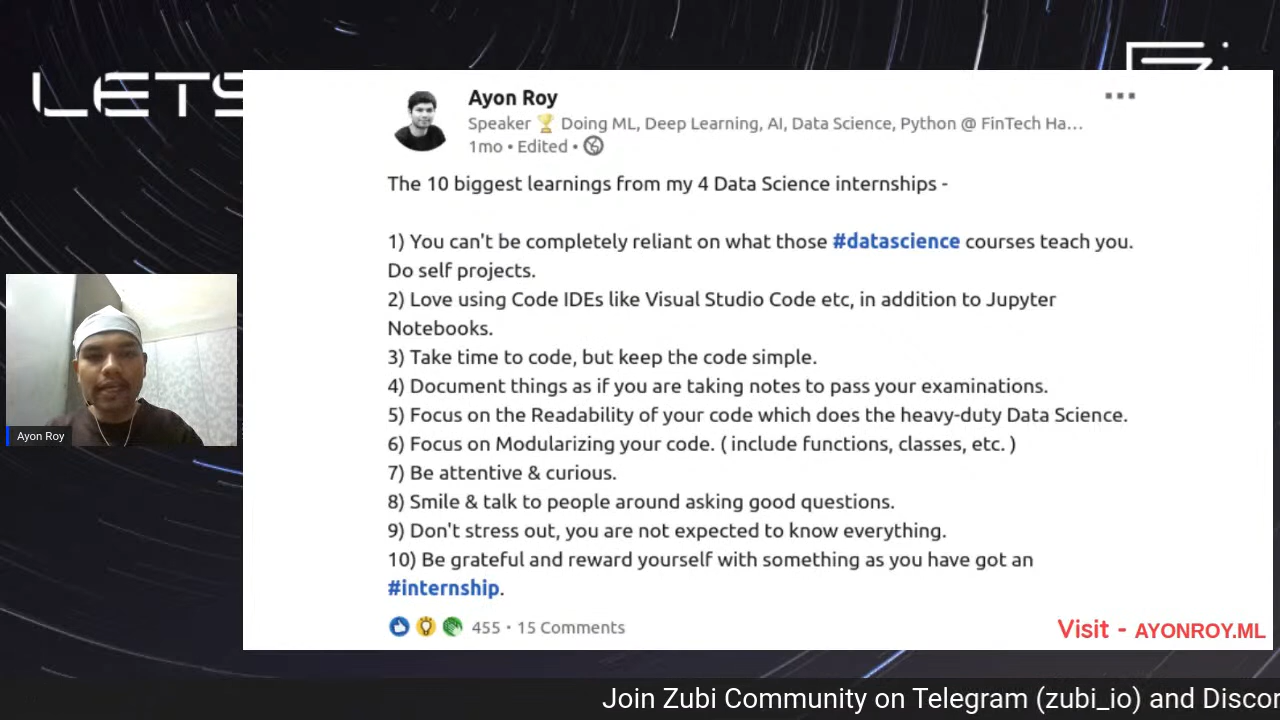 LETS
Ayon Roy
Speaker 🏆 Doing ML, Deep Learning, AI, Data Science, Python @ FinTech Ha...
1mo • Edited •
The 10 biggest learnings from my 4 Data Science internships -
1) You can't be completely reliant on what those #datascience courses teach you.
Do self projects.
2) Love using Code IDEs like Visual Studio Code etc, in addition to Jupyter
Notebooks.
3) Take time to code, but keep the code simple.
4) Document things as if you are taking notes to pass your examinations.
5) Focus on the Readability of your code which does the heavy-duty Data Science.
6) Focus on Modularizing your code. ( include functions, classes, etc. )
7) Be attentive & curious.
8) Smile & talk to people around asking good questions.
9) Don't stress out, you are not expected to know everything.
10) Be grateful and reward yourself with something as you have got an
#internship.
455 • 15 Comments
Visit - AYONROY.ML
Ayon Roy
Join Zubi Community on Telegram (zubi_io) and Discor